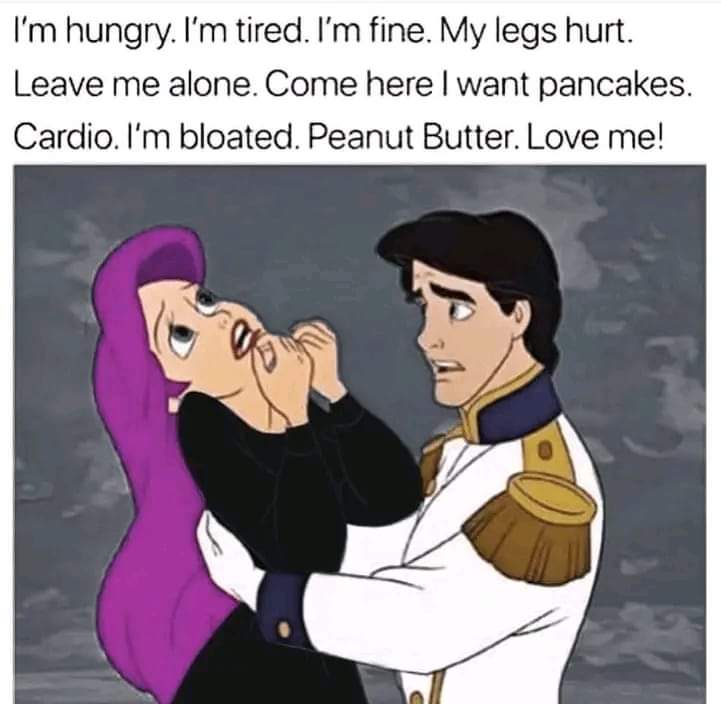 I'm hungry. I'm tired. I'm fine. My legs hurt.
Leave me alone. Come here I want pancakes.
Cardio. I'm bloated. Peanut Butter. Love me!